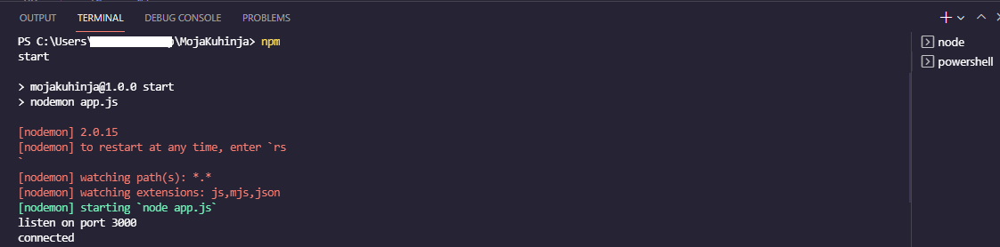 OUTPUT TERMINAL DEBUG CONSOLE PROBLEMS
PS C:\Users\ \MojaKuhinja> npm
start
> mojakuhinja@1.0.0 start
> nodemon app.js
[nodemon] 2.0.15
[nodemon] to restart at any time, enter `rs
`
[nodemon] watching path(s): *.*
[nodemon] watching extensions: js,mjs,json
[nodemon] starting `node app.js`
listen on port 3000
connected
node
powershell